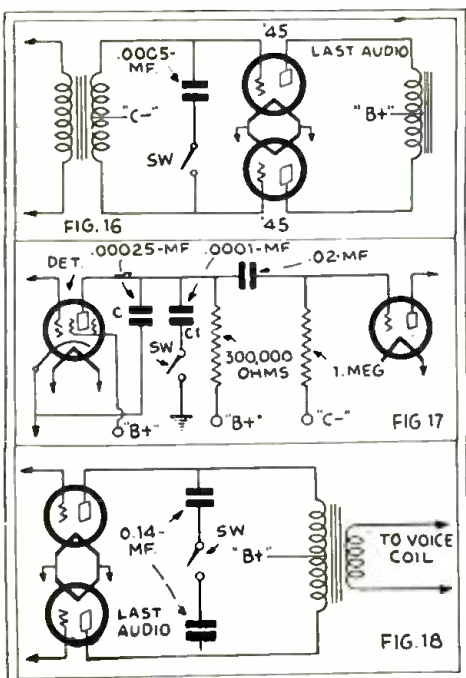 '45
.0005-
MF.
LAST AUDIO
"C-"
"B+"
SW
FIG. 16
'45
.00025-MF
.0001-MF
.02-MF
DET.
C
C1
SW
300,000
OHMS
1. MEG
"B+"
"B+"
"C-"
FIG 17
0.14-
MF.
SW
"B+"
TO VOICE
COIL
LAST
AUDIO
FIG. 18